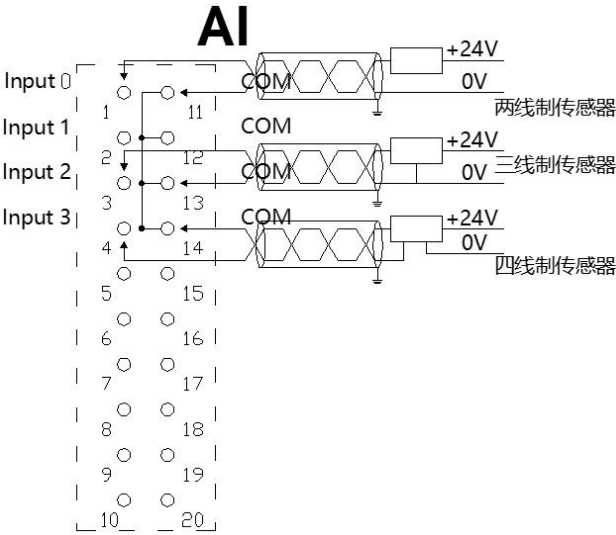 AI
+24V
Input 0
COM
0V
1
11
两线制传感器
Input 1
COM
+24V
2
12
三线制传感器
Input 2
COM
0V
3
13
Input 3
COM
+24V
4
14
0V
四线制传感器
5
15
6
16
7
17
8
18
9
19
10
20